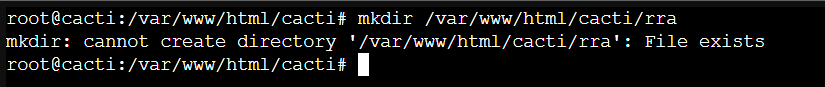 root@cacti:/var/www/html/cacti# mkdir /var/www/html/cacti/rra
mkdir: cannot create directory '/var/www/html/cacti/rra': File exists
root@cacti:/var/www/html/cacti#